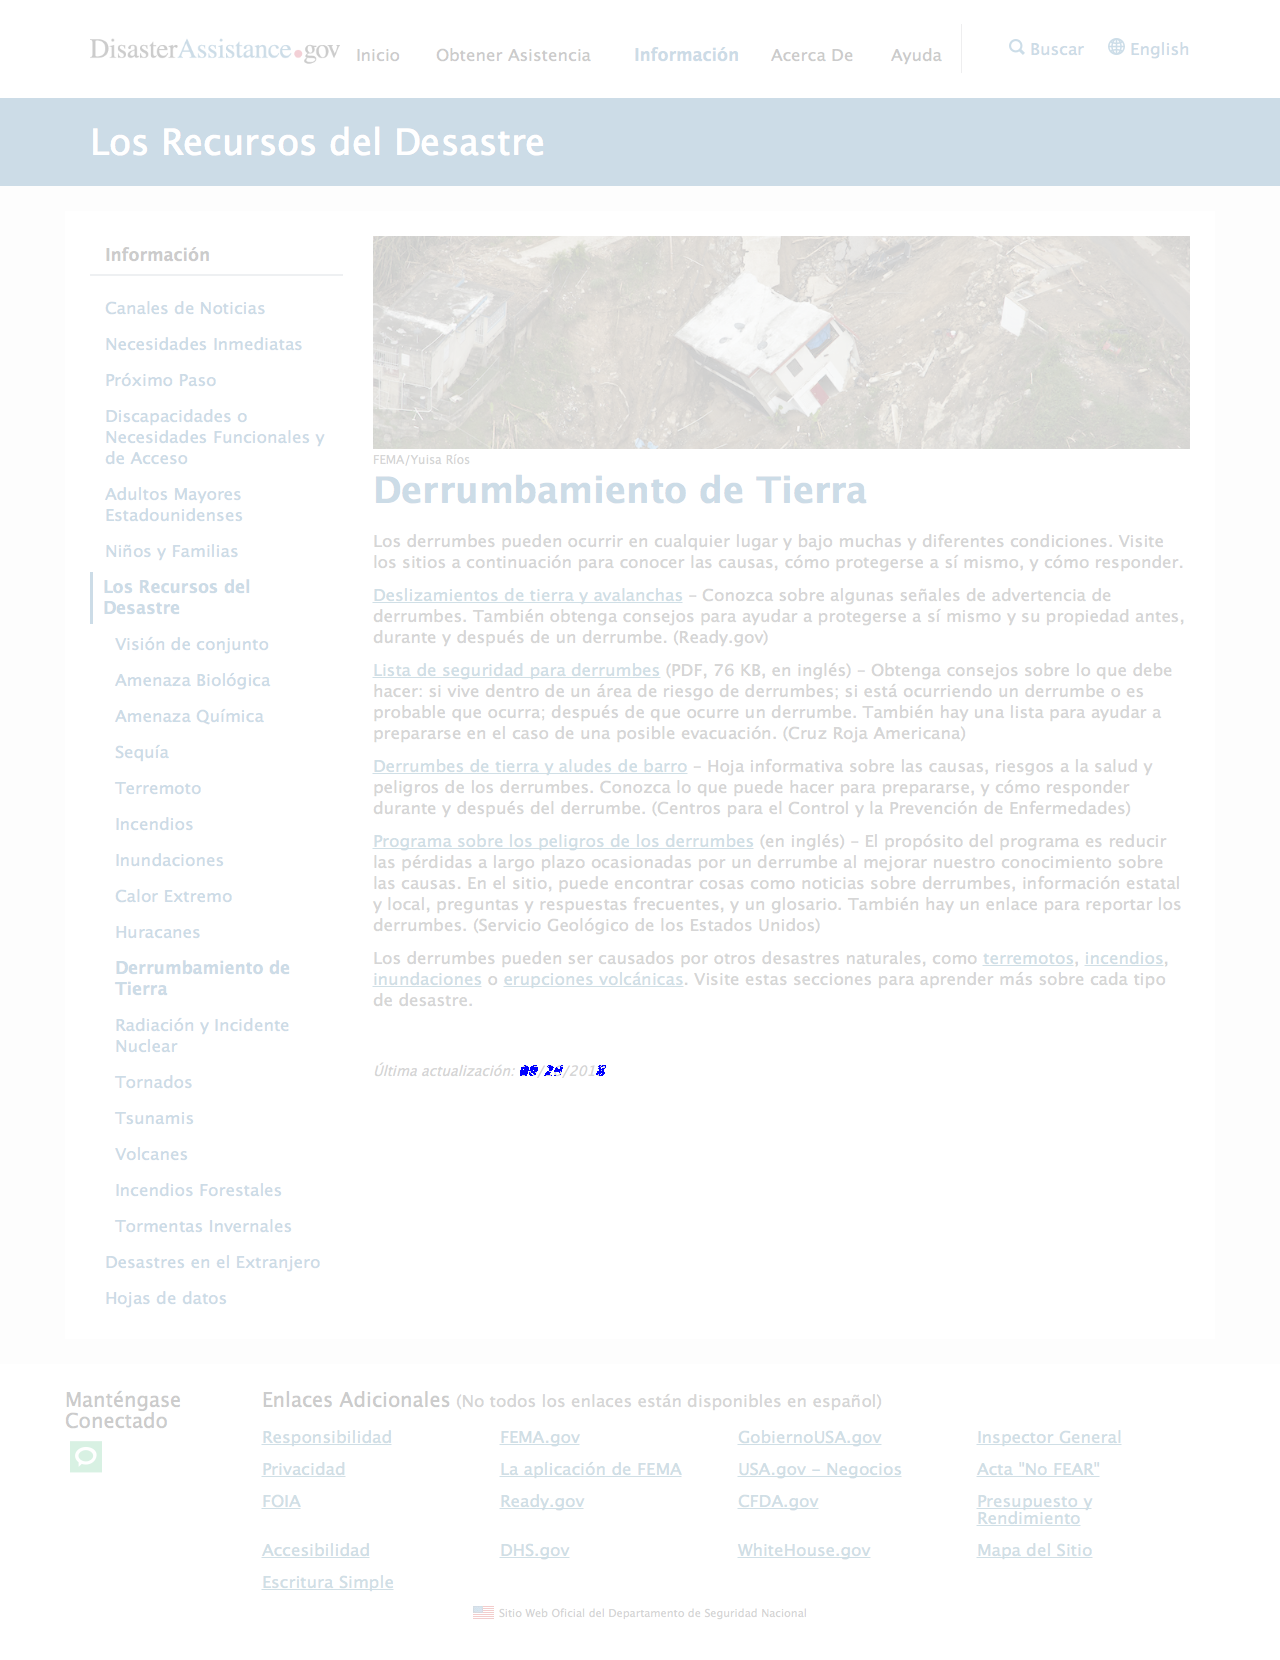 DisasterAssistance.gov Inicio Obtener Asistencia Información Acerca De Ayuda Buscar English
Los Recursos del Desastre
Información
Canales de Noticias
Necesidades Inmediatas
Próximo Paso
Discapacidades o
Necesidades Funcionales y
de Acceso
Adultos Mayores
Estadounidenses
Niños y Familias
Los Recursos del
Desastre
Visión de conjunto
Amenaza Biológica
Amenaza Química
Sequía
Terremoto
Incendios
Inundaciones
Calor Extremo
Huracanes
Derrumbamiento de
Tierra
Radiación y Incidente
Nuclear
Tornados
Tsunamis
Volcanes
Incendios Forestales
Tormentas Invernales
Desastres en el Extranjero
Hojas de datos
FEMA/Yuisa Ríos
Derrumbamiento de Tierra
Los derrumbes pueden ocurrir en cualquier lugar y bajo muchas y diferentes condiciones. Visite
los sitios a continuación para conocer las causas, cómo protegerse a sí mismo, y cómo responder.
Deslizamientos de tierra y avalanchas – Conozca sobre algunas señales de advertencia de
derrumbes. También obtenga consejos para ayudar a protegerse a sí mismo y su propiedad antes,
durante y después de un derrumbe. (Ready.gov)
Lista de seguridad para derrumbes (PDF, 76 KB, en inglés) – Obtenga consejos sobre lo que debe
hacer: si vive dentro de un área de riesgo de derrumbes; si está ocurriendo un derrumbe o es
probable que ocurra; después de que ocurre un derrumbe. También hay una lista para ayudar a
prepararse en el caso de una posible evacuación. (Cruz Roja Americana)
Derrumbes de tierra y aludes de barro – Hoja informativa sobre las causas, riesgos a la salud y
peligros de los derrumbes. Conozca lo que puede hacer para prepararse, y cómo responder
durante y después del derrumbe. (Centros para el Control y la Prevención de Enfermedades)
Programa sobre los peligros de los derrumbes (en inglés) – El propósito del programa es reducir
las pérdidas a largo plazo ocasionadas por un derrumbe al mejorar nuestro conocimiento sobre
las causas. En el sitio, puede encontrar cosas como noticias sobre derrumbes, información estatal
y local, preguntas y respuestas frecuentes, y un glosario. También hay un enlace para reportar los
derrumbes. (Servicio Geológico de los Estados Unidos)
Los derrumbes pueden ser causados por otros desastres naturales, como terremotos, incendios,
inundaciones o erupciones volcánicas. Visite estas secciones para aprender más sobre cada tipo
de desastre.
Última actualización:
Manténgase
Conectado
Enlaces Adicionales (No todos los enlaces están disponibles en español)
Responsibilidad FEMA.gov GobiernoUSA.gov Inspector General
Privacidad La aplicación de FEMA USA.gov – Negocios Acta "No FEAR"
FOIA Ready.gov CFDA.gov Presupuesto y
Rendimiento
Accesibilidad DHS.gov WhiteHouse.gov Mapa del Sitio
Escritura Simple
Sitio Web Oficial del Departamento de Seguridad Nacional